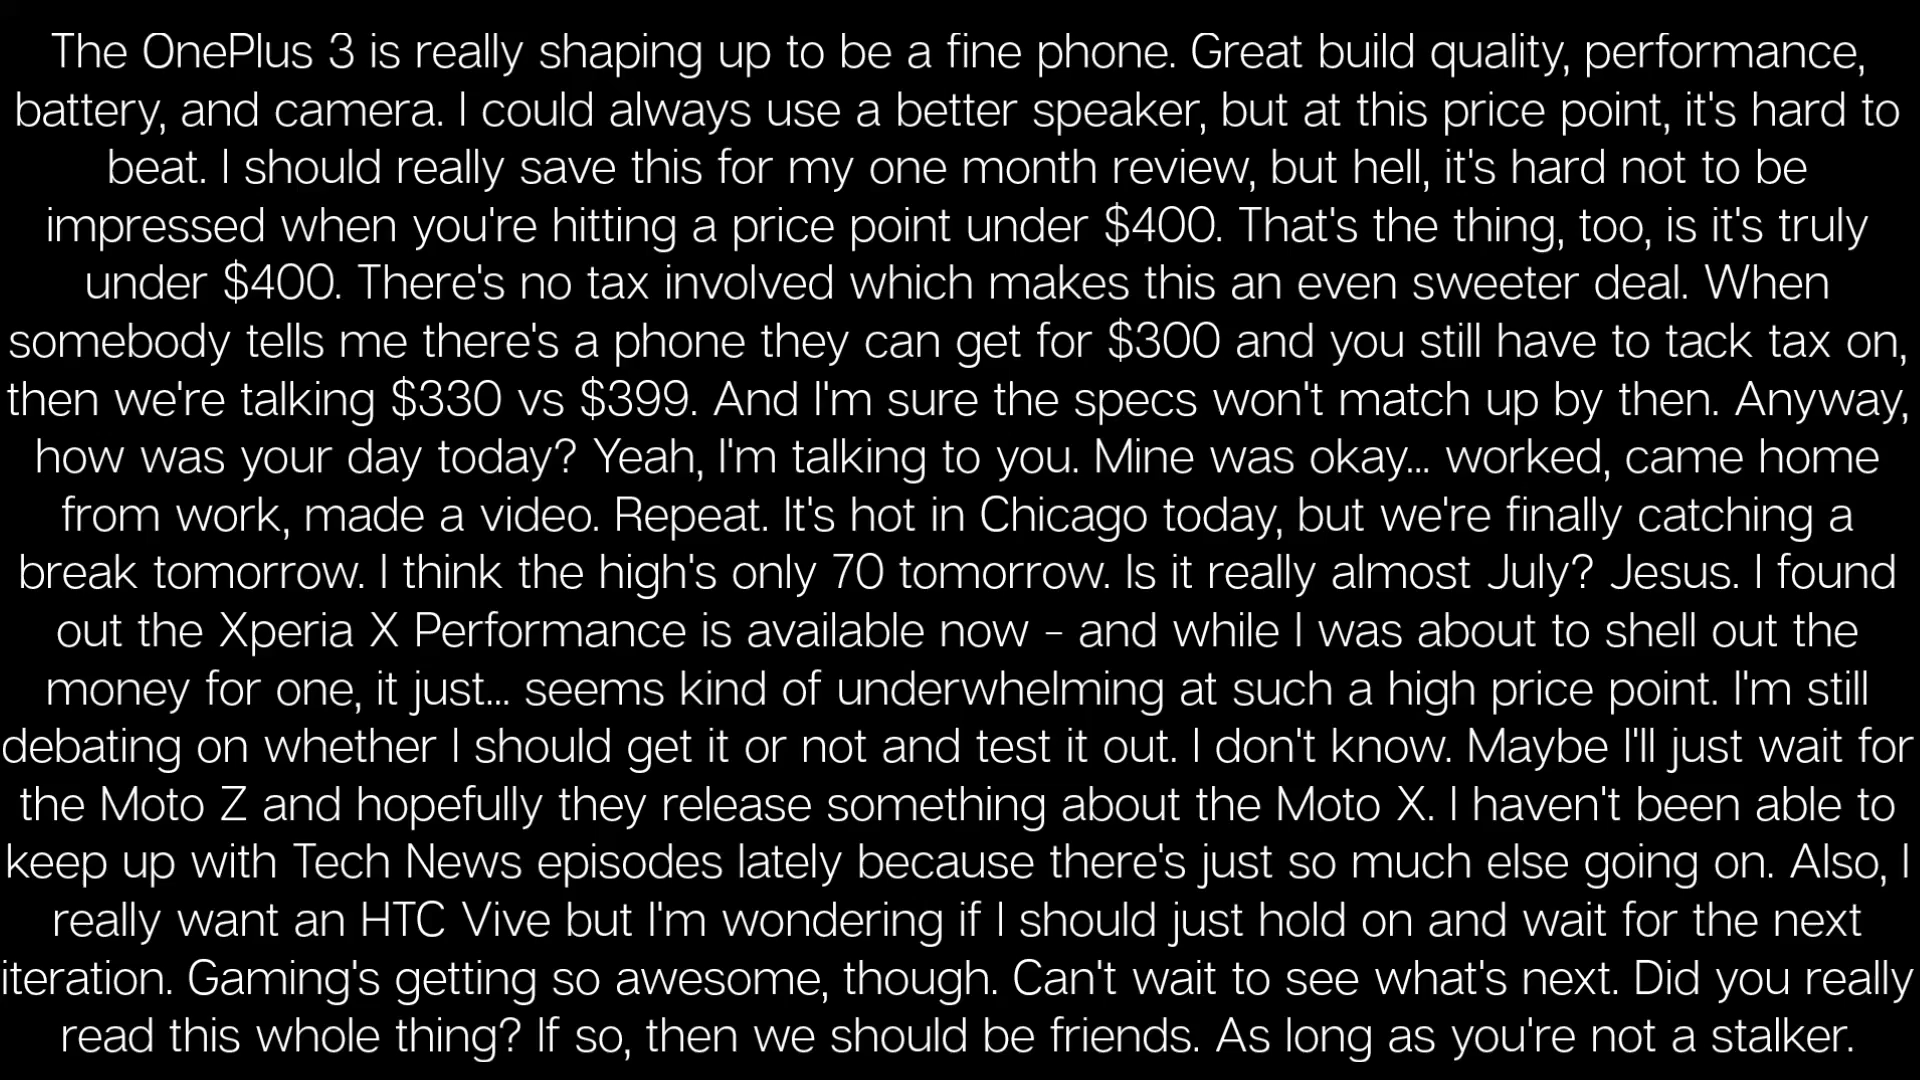 The OnePlus 3 is really shaping up to be a fine phone. Great build quality, performance,
battery, and camera. I could always use a better speaker, but at this price point, it's hard to
beat. I should really save this for my one month review, but hell, it's hard not to be
impressed when you're hitting a price point under $400. That's the thing, too, is it's truly
under $400. There's no tax involved which makes this an even sweeter deal. When
somebody tells me there's a phone they can get for $300 and you still have to tack tax on,
then we're talking $330 vs $399. And I'm sure the specs won't match up by then. Anyway,
how was your day today? Yeah, I'm talking to you. Mine was okay... worked, came home
from work, made a video. Repeat. It's hot in Chicago today, but we're finally catching a
break tomorrow. I think the high's only 70 tomorrow. Is it really almost July? Jesus. I found
out the Xperia X Performance is available now - and while I was about to shell out the
money for one, it just... seems kind of underwhelming at such a high price point. I'm still
debating on whether I should get it or not and test it out. I don't know. Maybe I'll just wait for
the Moto Z and hopefully they release something about the Moto X. I haven't been able to
keep up with Tech News episodes lately because there's just so much else going on. Also, I
really want an HTC Vive but I'm wondering if I should just hold on and wait for the next
iteration. Gaming's getting so awesome, though. Can't wait to see what's next. Did you really
read this whole thing? If so, then we should be friends. As long as you're not a stalker.